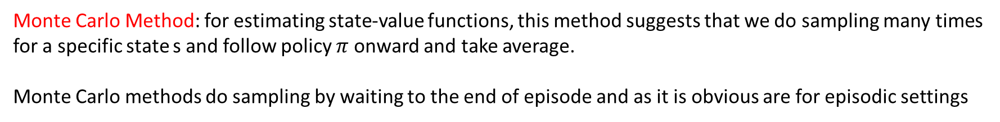 Monte Carlo Method: for estimating state-value functions, this method suggests that we do sampling many times
for a specific state s and follow policy π onward and take average.
Monte Carlo methods do sampling by waiting to the end of episode and as it is obvious are for episodic settings